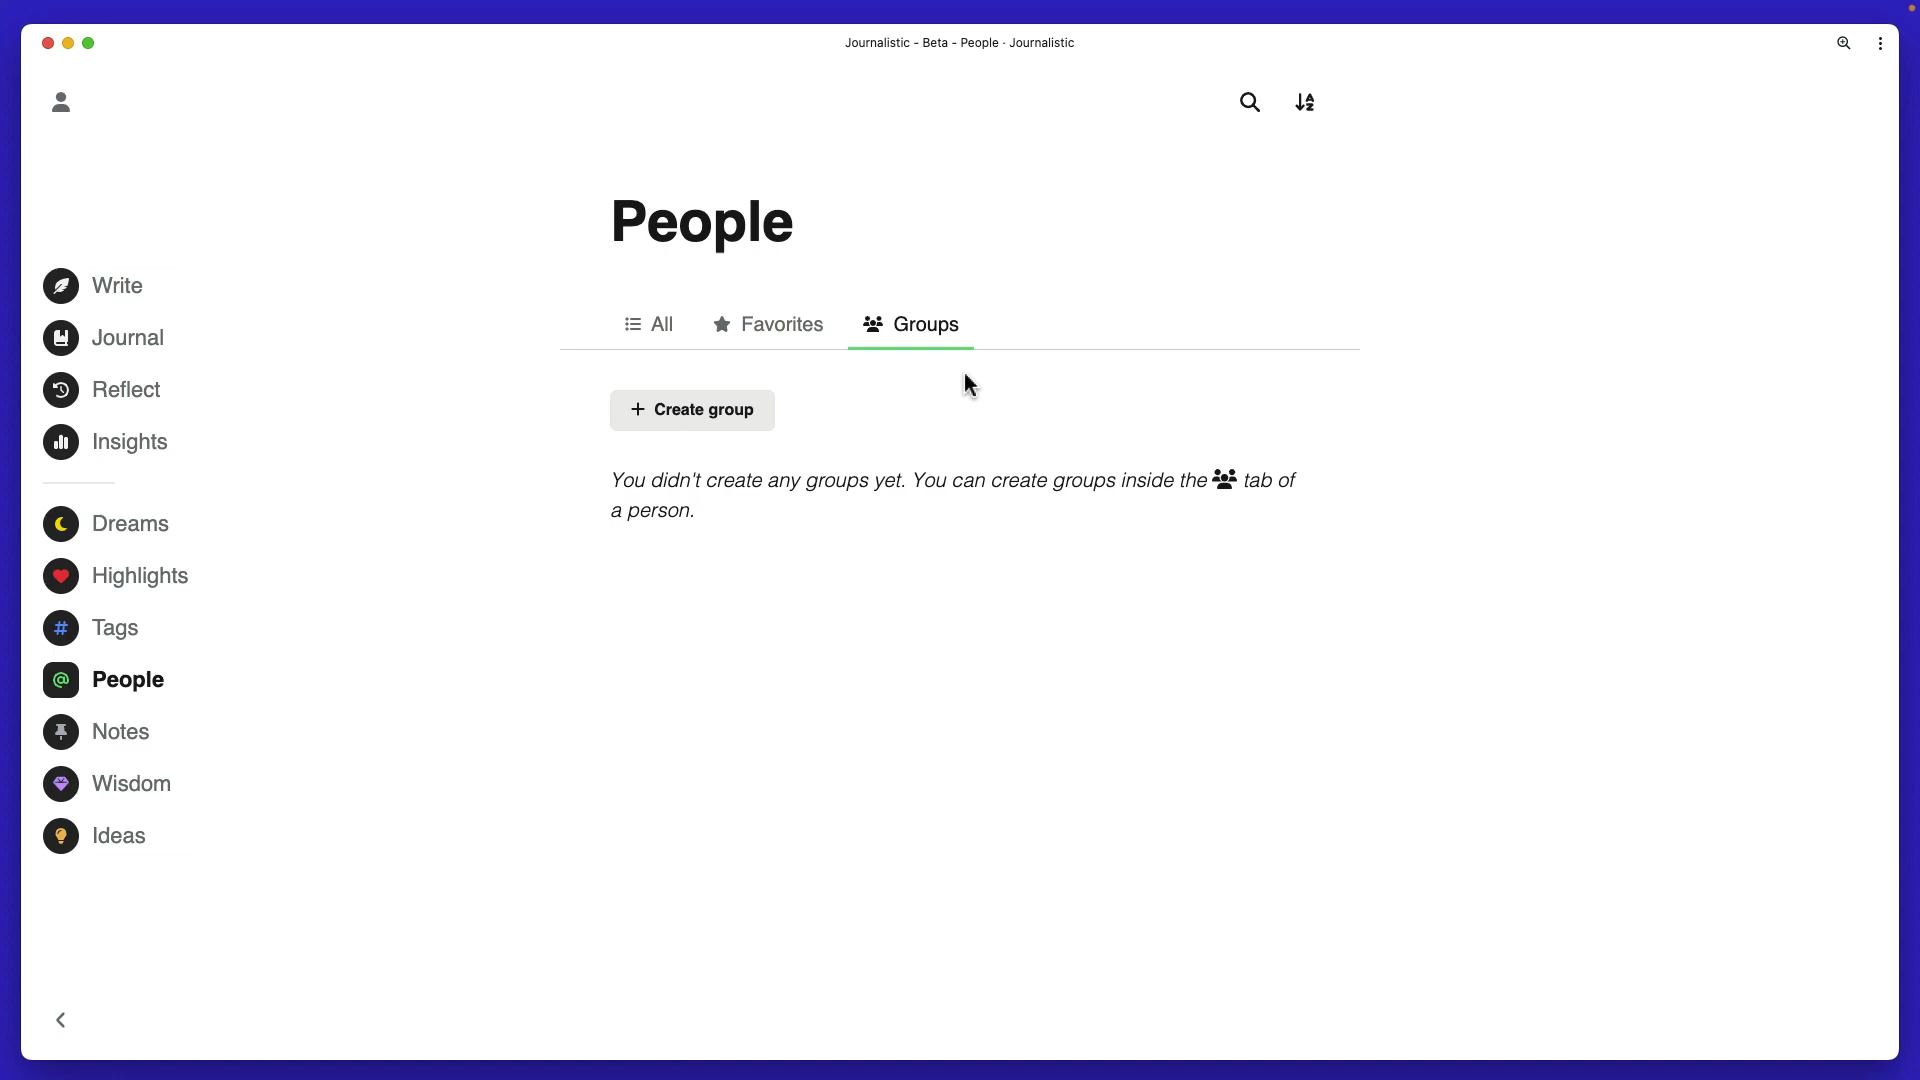 Journalistic - Beta - People · Journalistic
People
All
Favorites
Groups
+ Create group
You didn't create any groups yet. You can create groups inside the tab of
a person.
Write
Journal
Reflect
Insights
Dreams
Highlights
# Tags
@ People
Notes
Wisdom
Ideas